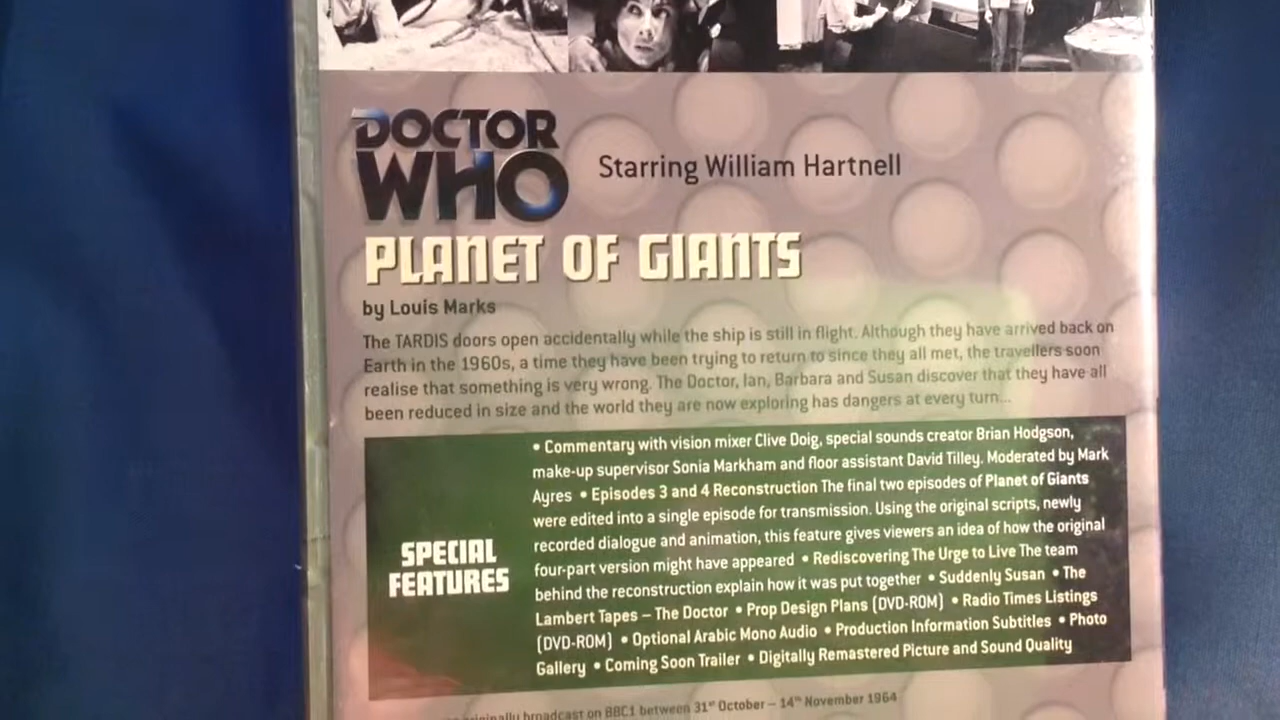 DOCTOR
WHO
Starring William Hartnell
PLANET OF GIANTS
by Louis Marks
The TARDIS doors open accidentally while the ship is still in flight. Although they have arrived back on
Earth in the 1960s, a time they have been trying to return to since they all met, the travellers soon
realise that something is very wrong. The Doctor, Ian, Barbara and Susan discover that they have all
been reduced in size and the world they are now exploring has dangers at every turn...
SPECIAL
FEATURES
• Commentary with vision mixer Clive Doig, special sounds creator Brian Hodgson,
make-up supervisor Sonia Markham and floor assistant David Tilley. Moderated by Mark
Ayres • Episodes 3 and 4 Reconstruction The final two episodes of Planet of Giants
were edited into a single episode for transmission. Using the original scripts, newly
recorded dialogue and animation, this feature gives viewers an idea of how the original
four-part version might have appeared • Rediscovering The Urge to Live The team
behind the reconstruction explain how it was put together • Suddenly Susan • The
Lambert Tapes – The Doctor • Prop Design Plans (DVD-ROM) • Radio Times Listings
(DVD-ROM) • Optional Arabic Mono Audio • Production Information Subtitles • Photo
Gallery • Coming Soon Trailer • Digitally Remastered Picture and Sound Quality
originally broadcast on BBC1 between 31st October – 14th November 1964